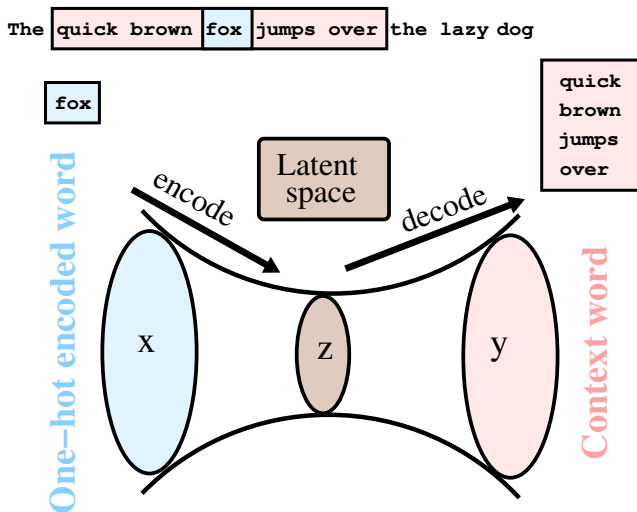 The quick brown fox jumps over the lazy dog
fox
quick
brown
jumps
over
Latent
space
encode
decode
One-hot encoded word
x
z
y
Context word